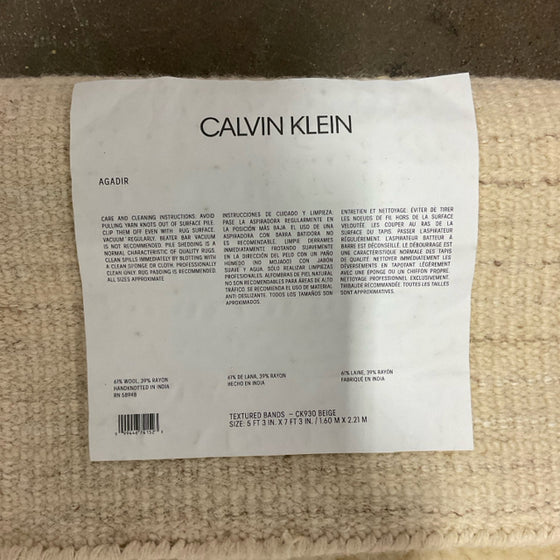 CALVIN KLEIN
AGADIR
CARE AND CLEANING INSTRUCTIONS: AVOID
PULLING YARN KNOTS OUT OF SURFACE PILE.
CLIP THEM OFF EVEN WITH RUG SURFACE.
VACUUM REGULARLY. BEATER BAR VACUUM
IS NOT RECOMMENDED. PILE SHEDDING IS A
NORMAL CHARACTERISTIC OF QUALITY RUGS.
CLEAN SPILLS IMMEDIATELY BY BLOTTING WITH
A CLEAN SPONGE OR CLOTH. PROFESSIONALLY
CLEAN ONLY. RUG PADDING IS RECOMMENDED.
ALL SIZES APPROXIMATE
INSTRUCCIONES DE CUIDADO Y LIMPIEZA:
PASE LA ASPIRADORA REGULARMENTE EN
LA POSICIÓN MÁS BAJA. EL USO DE UNA
ASPIRADORA CON BARRA BATIDORA NO
ES RECOMENDABLE. LIMPIE DERRAMES
INMEDIATAMENTE, FROTANDO SUAVEMENTE
EN LA DIRECCIÓN DEL PELO CON UN PAÑO
HÚMEDO (NO MOJADO) CON JABÓN
SUAVE Y AGUA. SÓLO REALIZAR LIMPIEZAS
PROFESIONALES. ALFOMBRAS DE PIEL NATURAL
NO SON RECOMENDABLES PARA ÁREAS DE ALTO
TRÁFICO. SE RECOMIENDA EL USO DE MATERIAL
ANTI-DESLIZANTE. TODOS LOS TAMAÑOS SON
APROXIMADOS.
ENTRETIEN ET NETTOYAGE: ÉVITER DE TIRER
LES NOEUDS DE FIL HORS DE LA SURFACE
VELOUTÉE. LES COUPER AU RAS DE LA
SURFACE DU TAPIS. PASSER L'ASPIRATEUR
RÉGULIÈREMENT. L'ASPIRATEUR BATTEUR À
BARRE EST DÉCONSEILLÉ. LE DÉBOURRAGE EST
UNE CARACTÉRISTIQUE NORMALE DES TAPIS
DE QUALITÉ. NETTOYER IMMÉDIATEMENT LES
DÉVERSEMENTS EN TAPOTANT LÉGÈREMENT
AVEC UNE ÉPONGE OU UN CHIFFON PROPRE.
NETTOYAGE PROFESSIONNEL EXCLUSIVEMENT.
THIBAUDE RECOMMANDÉE. TOUTES LES TAILLES
SONT APPROXIMATIVES.
61% WOOL, 39% RAYON
HANDKNOTTED IN INDIA
RN 58948
61% DE LANA, 39% RAYON
HECHO EN INDIA
61% LAINE, 39% RAYON
FABRIQUÉ EN INDIA
TEXTURED BANDS – CK930 BEIGE
SIZE: 5 FT 3 IN. X 7 FT 3 IN. / 1.60 M X 2.21 M